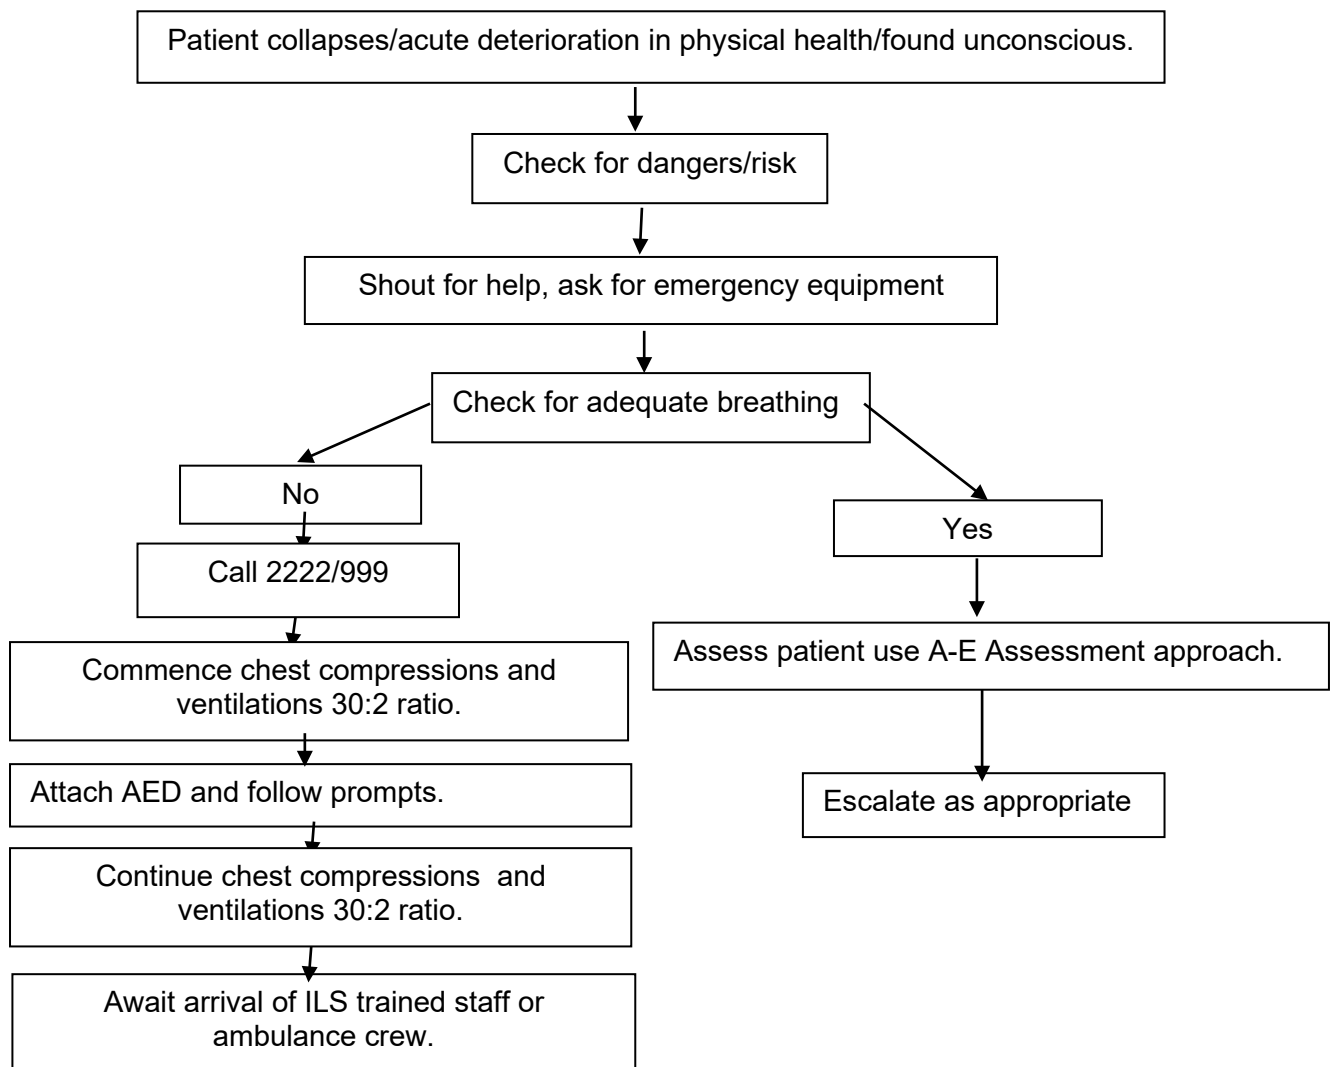 Patient collapses/acute deterioration in physical health/found unconscious.
Check for dangers/risk
Shout for help, ask for emergency equipment
Check for adequate breathing
No
Call 2222/999
Commence chest compressions and
ventilations 30:2 ratio.
Attach AED and follow prompts.
Continue chest compressions  and
ventilations 30:2 ratio.
Await arrival of ILS trained staff or
ambulance crew.
Yes
Assess patient use A-E Assessment approach.
Escalate as appropriate